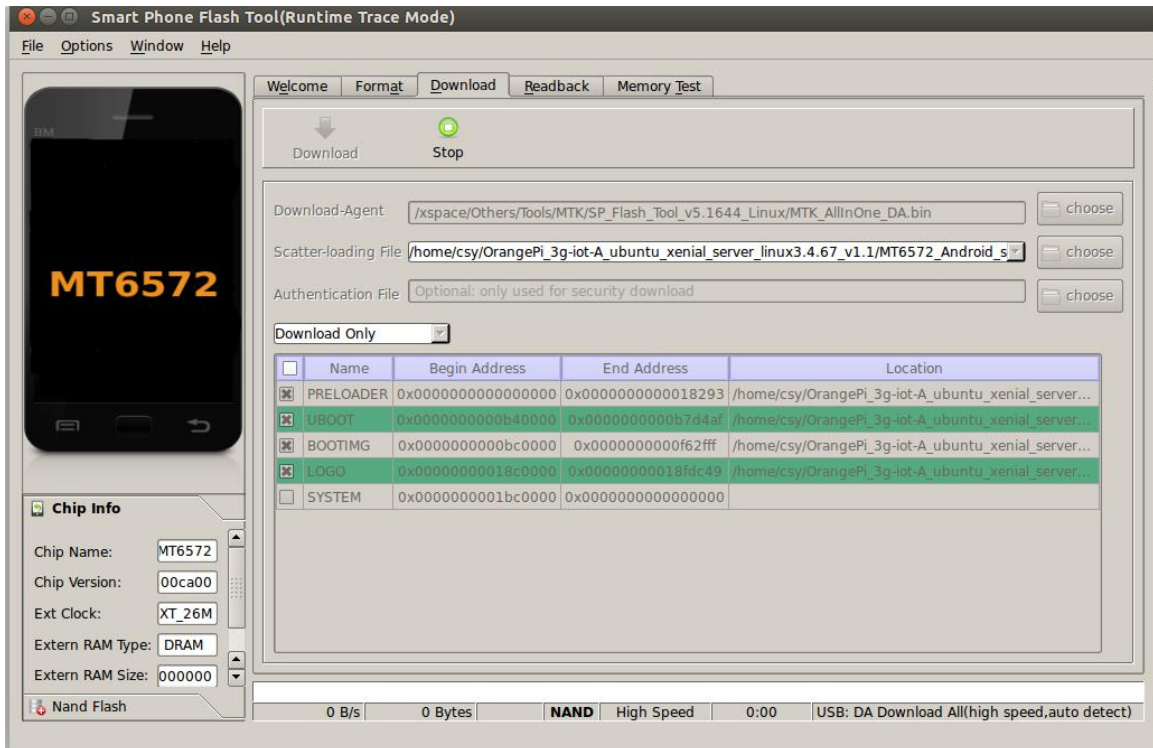 Smart Phone Flash Tool(Runtime Trace Mode)
File Options Window Help
BM
MT6572
Welcome Format Download Readback Memory Test
Download Stop
Download-Agent /xspace/Others/Tools/MTK/SP_Flash_Tool_v5.1644_Linux/MTK_AllInOne_DA.bin choose
Scatter-loading File /home/csy/OrangePi_3g-iot-A_ubuntu_xenial_server_linux3.4.67_v1.1/MT6572_Android_s choose
Authentication File Optional: only used for security download choose
Download Only
Name Begin Address End Address Location
PRELOADER 0x0000000000000000 0x0000000000018293 /home/csy/OrangePi_3g-iot-A_ubuntu_xenial_server...
UBOOT 0x0000000000b40000 0x0000000000b7d4af /home/csy/OrangePi_3g-iot-A_ubuntu_xenial_server...
BOOTIMG 0x0000000000bc0000 0x0000000000f62fff /home/csy/OrangePi_3g-iot-A_ubuntu_xenial_server...
LOGO 0x00000000018c0000 0x00000000018fdc49 /home/csy/OrangePi_3g-iot-A_ubuntu_xenial_server...
SYSTEM 0x0000000001bc0000 0x0000000000000000
Chip Info
Chip Name: MT6572
Chip Version: 00ca00
Ext Clock: XT_26M
Extern RAM Type: DRAM
Extern RAM Size: 000000
Nand Flash
0 B/s 0 Bytes NAND High Speed 0:00 USB: DA Download All(high speed,auto detect)